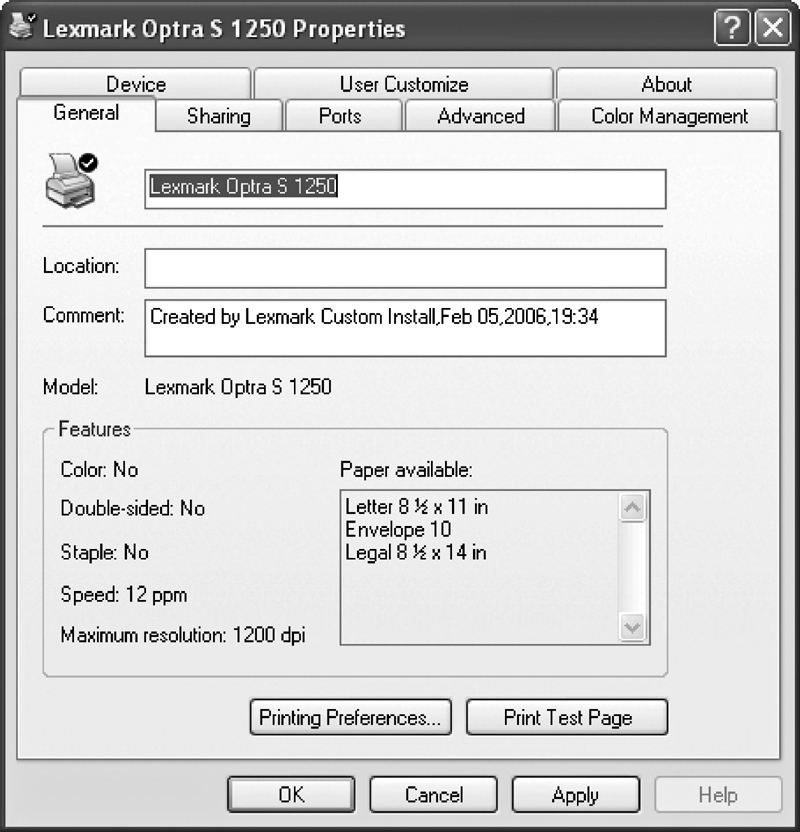 Lexmark Optra S 1250 Properties
Device User Customize About
General Sharing Ports Advanced Color Management
Lexmark Optra S 1250
Location:
Comment: Created by Lexmark Custom Install,Feb 05,2006,19:34
Model: Lexmark Optra S 1250
Features
Color: No
Double-sided: No
Staple: No
Speed: 12 ppm
Maximum resolution: 1200 dpi
Paper available:
Letter 8 ½ x 11 in
Envelope 10
Legal 8 ½ x 14 in
Printing Preferences... Print Test Page
OK Cancel Apply Help